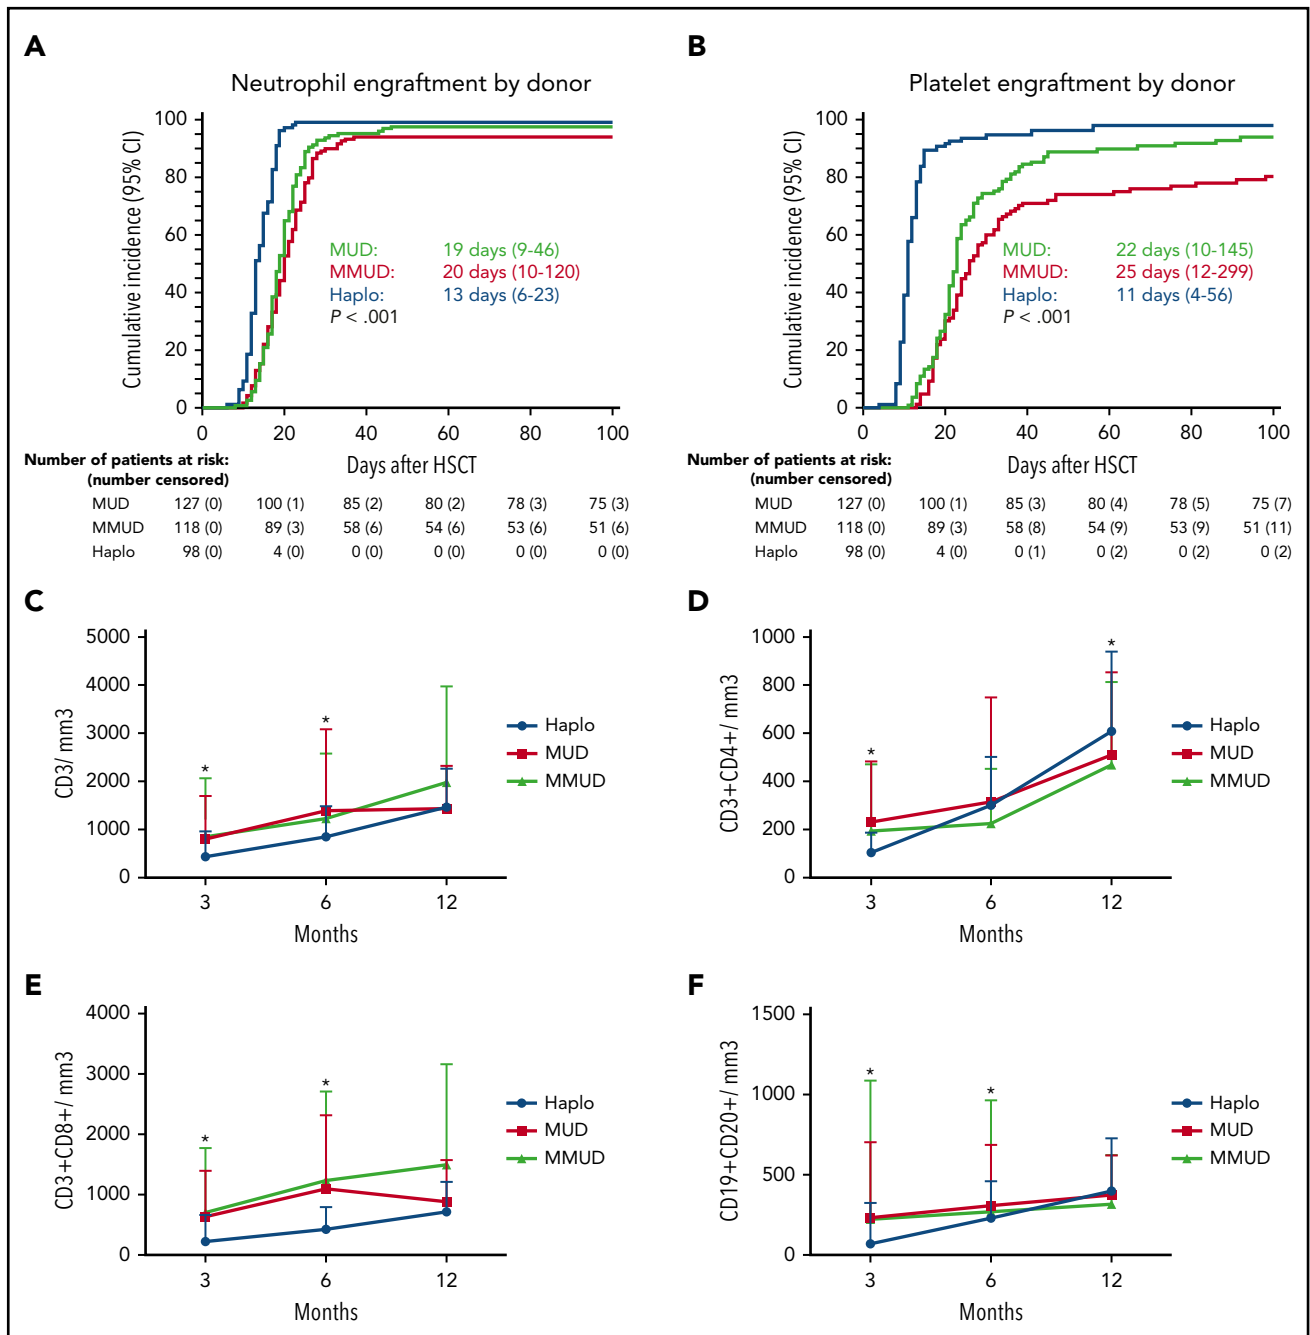 A
Neutrophil engraftment by donor
Cumulative incidence (95% CI)
100
80
60
40
20
0
MUD: 19 days (9-46)
MMUD: 20 days (10-120)
Haplo: 13 days (6-23)
P < .001
0 20 40 60 80 100
Days after HSCT
Number of patients at risk:
(number censored)
MUD 127 (0) 100 (1) 85 (2) 80 (2) 78 (3) 75 (3)
MMUD 118 (0) 89 (3) 58 (6) 54 (6) 53 (6) 51 (6)
Haplo 98 (0) 4 (0) 0 (0) 0 (0) 0 (0) 0 (0)
B
Platelet engraftment by donor
Cumulative incidence (95% CI)
100
80
60
40
20
0
MUD: 22 days (10-145)
MMUD: 25 days (12-299)
Haplo: 11 days (4-56)
P < .001
0 20 40 60 80 100
Days after HSCT
Number of patients at risk:
(number censored)
MUD 127 (0) 100 (1) 85 (3) 80 (4) 78 (5) 75 (7)
MMUD 118 (0) 89 (3) 58 (8) 54 (9) 53 (9) 51 (11)
Haplo 98 (0) 4 (0) 0 (1) 0 (2) 0 (2) 0 (2)
C
CD3/ mm3
5000
4000
3000
2000
1000
0
*
*
Haplo
MUD
MMUD
3 6 12
Months
D
CD3+CD4+/ mm3
1000
800
600
400
200
0
*
*
Haplo
MUD
MMUD
3 6 12
Months
E
CD3+CD8+/ mm3
4000
3000
2000
1000
0
*
*
Haplo
MUD
MMUD
3 6 12
Months
F
CD19+CD20+/ mm3
1500
1000
500
0
*
*
Haplo
MUD
MMUD
3 6 12
Months